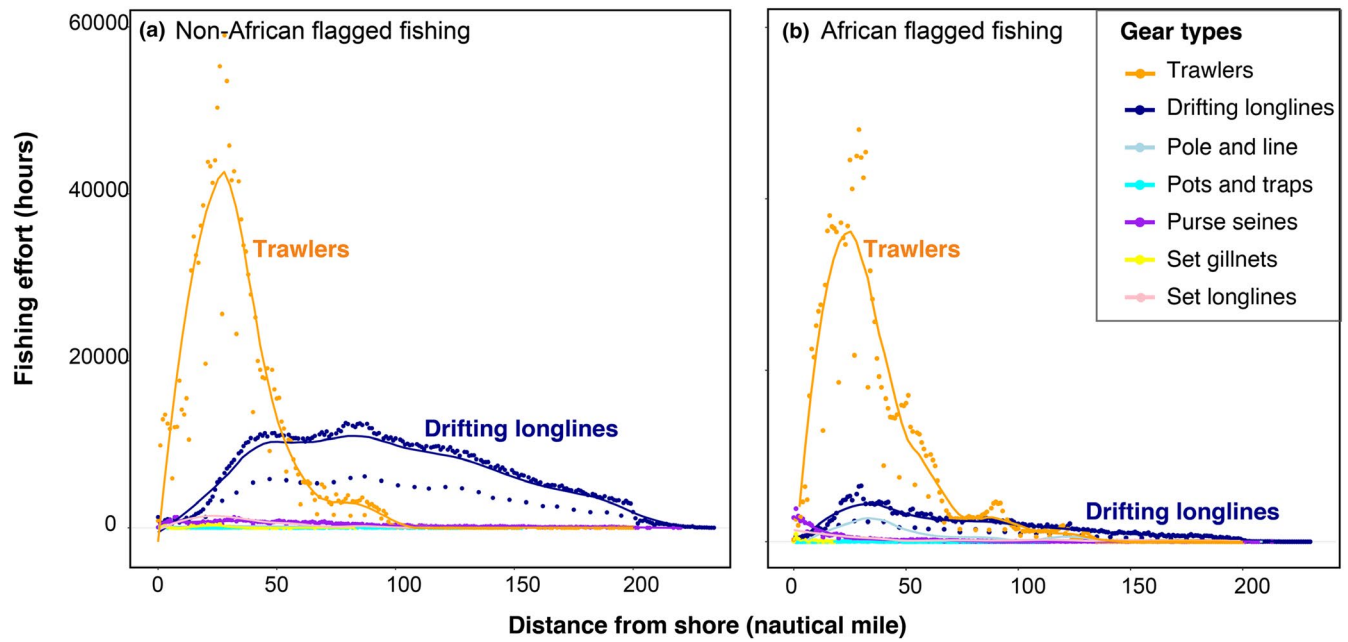 (a) Non-African flagged fishing
(b) African flagged fishing
Gear types
Trawlers
Drifting longlines
Pole and line
Pots and traps
Purse seines
Set gillnets
Set longlines
Fishing effort (hours)
60000
40000
20000
0
Trawlers
Drifting longlines
Trawlers
Drifting longlines
0 50 100 150 200
0 50 100 150 200
Distance from shore (nautical mile)